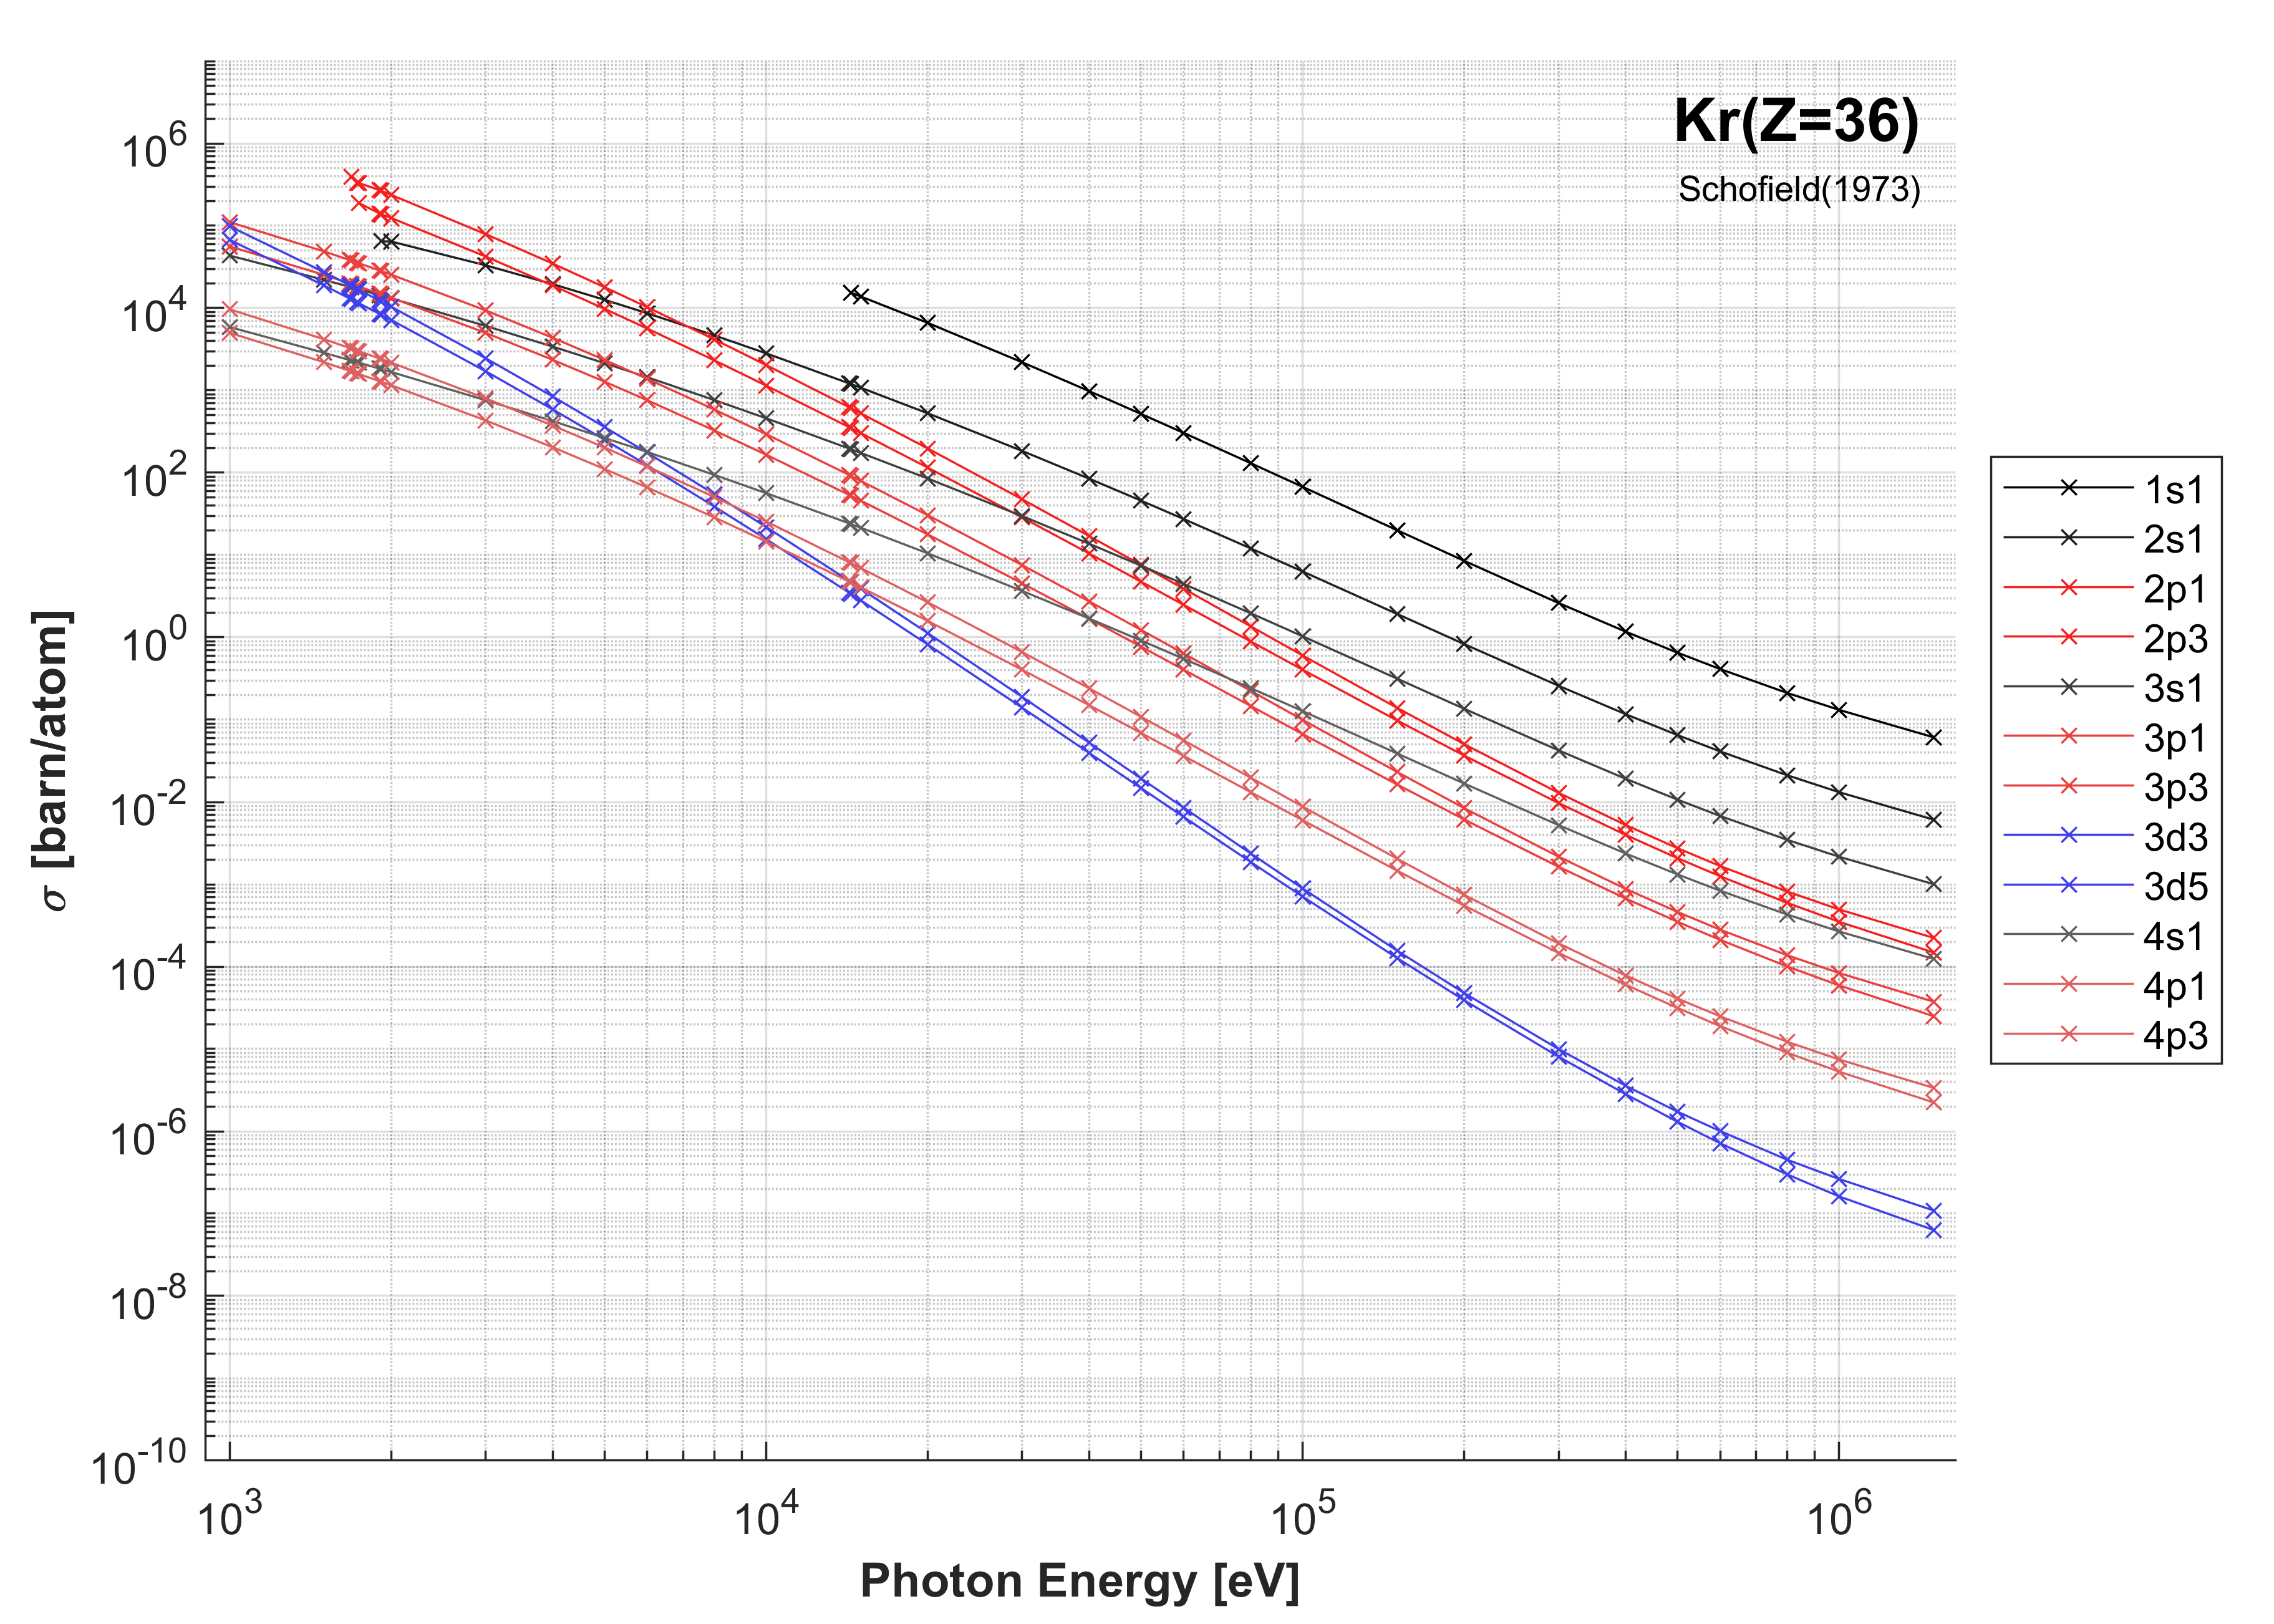 Kr(Z=36)
Schofield(1973)
10^6
10^4
10^2
10^0
10^-2
10^-4
10^-6
10^-8
10^-10
σ [barn/atom]
10^3
10^4
10^5
10^6
Photon Energy [eV]
1s1
2s1
2p1
2p3
3s1
3p1
3p3
3d3
3d5
4s1
4p1
4p3